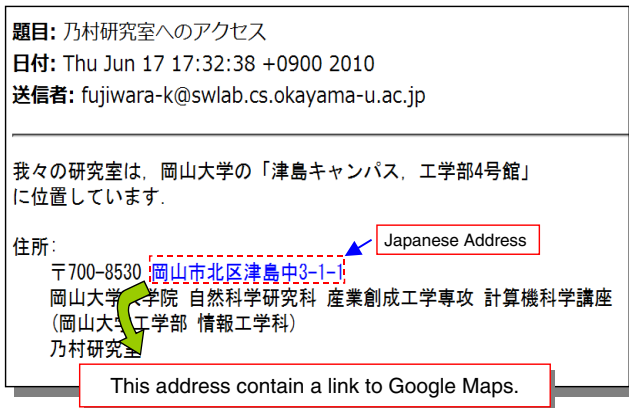 題目: 乃村研究室へのアクセス
日付: Thu Jun 17 17:32:38 +0900 2010
送信者: fujiwara-k@swlab.cs.okayama-u.ac.jp
我々の研究室は，岡山大学の「津島キャンパス，工学部4号館」
に位置しています．
住所:
〒700-8530 岡山市北区津島中3-1-1
Japanese Address
岡山大学 学院 自然科学研究科 産業創成工学専攻 計算機科学講座
(岡山大学工学部 情報工学科)
乃村研究室
This address contain a link to Google Maps.